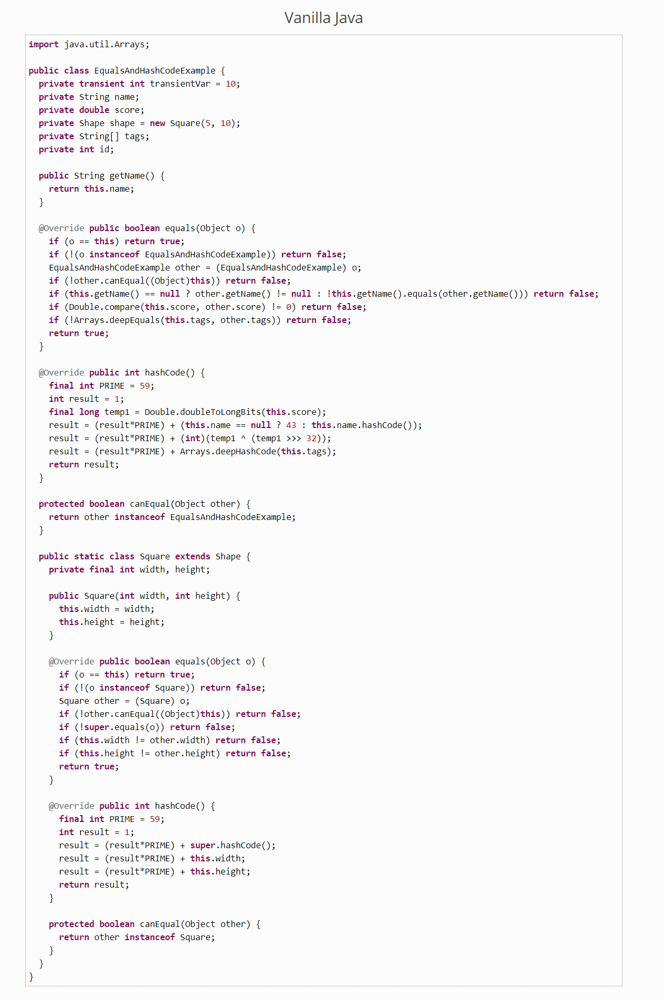 Vanilla Java
import java.util.Arrays;
public class EqualsAndHashCodeExample {
private transient int transientVar = 10;
private String name;
private double score;
private Shape shape = new Square(5, 10);
private String[] tags;
private int id;
public String getName() {
return this.name;
}
@Override public boolean equals(Object o) {
if (o == this) return true;
if (!(o instanceof EqualsAndHashCodeExample)) return false;
EqualsAndHashCodeExample other = (EqualsAndHashCodeExample) o;
if (!other.canEqual((Object)this)) return false;
if (this.getName() == null ? other.getName() != null : !this.getName().equals(other.getName())) return false;
if (Double.compare(this.score, other.score) != 0) return false;
if (!Arrays.deepEquals(this.tags, other.tags)) return false;
return true;
}
@Override public int hashCode() {
final int PRIME = 59;
int result = 1;
final long temp1 = Double.doubleToLongBits(this.score);
result = (result*PRIME) + (this.name == null ? 43 : this.name.hashCode());
result = (result*PRIME) + (int)(temp1 ^ (temp1 >>> 32));
result = (result*PRIME) + Arrays.deepHashCode(this.tags);
return result;
}
protected boolean canEqual(Object other) {
return other instanceof EqualsAndHashCodeExample;
}
public static class Square extends Shape {
private final int width, height;
public Square(int width, int height) {
this.width = width;
this.height = height;
}
@Override public boolean equals(Object o) {
if (o == this) return true;
if (!(o instanceof Square)) return false;
Square other = (Square) o;
if (!other.canEqual((Object)this)) return false;
if (!super.equals(o)) return false;
if (this.width != other.width) return false;
if (this.height != other.height) return false;
return true;
}
@Override public int hashCode() {
final int PRIME = 59;
int result = 1;
result = (result*PRIME) + super.hashCode();
result = (result*PRIME) + this.width;
result = (result*PRIME) + this.height;
return result;
}
protected boolean canEqual(Object other) {
return other instanceof Square;
}
}
}